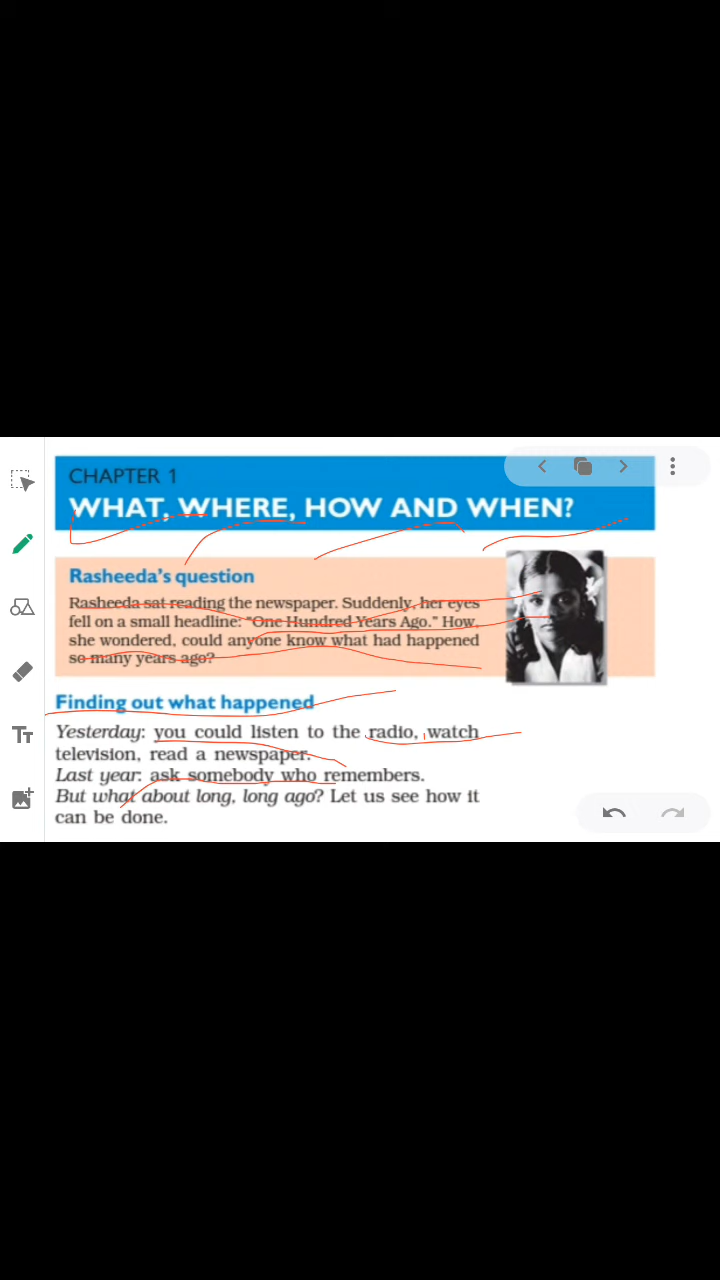 CHAPTER 1
WHAT, WHERE, HOW AND WHEN?
Rasheeda's question
Rasheeda sat reading the newspaper. Suddenly, her eyes
fell on a small headline: "One Hundred Years Ago." How,
she wondered, could anyone know what had happened
so many years ago?
Finding out what happened
Yesterday: you could listen to the radio, watch
television, read a newspaper.
Last year: ask somebody who remembers.
But what about long, long ago? Let us see how it
can be done.
TT